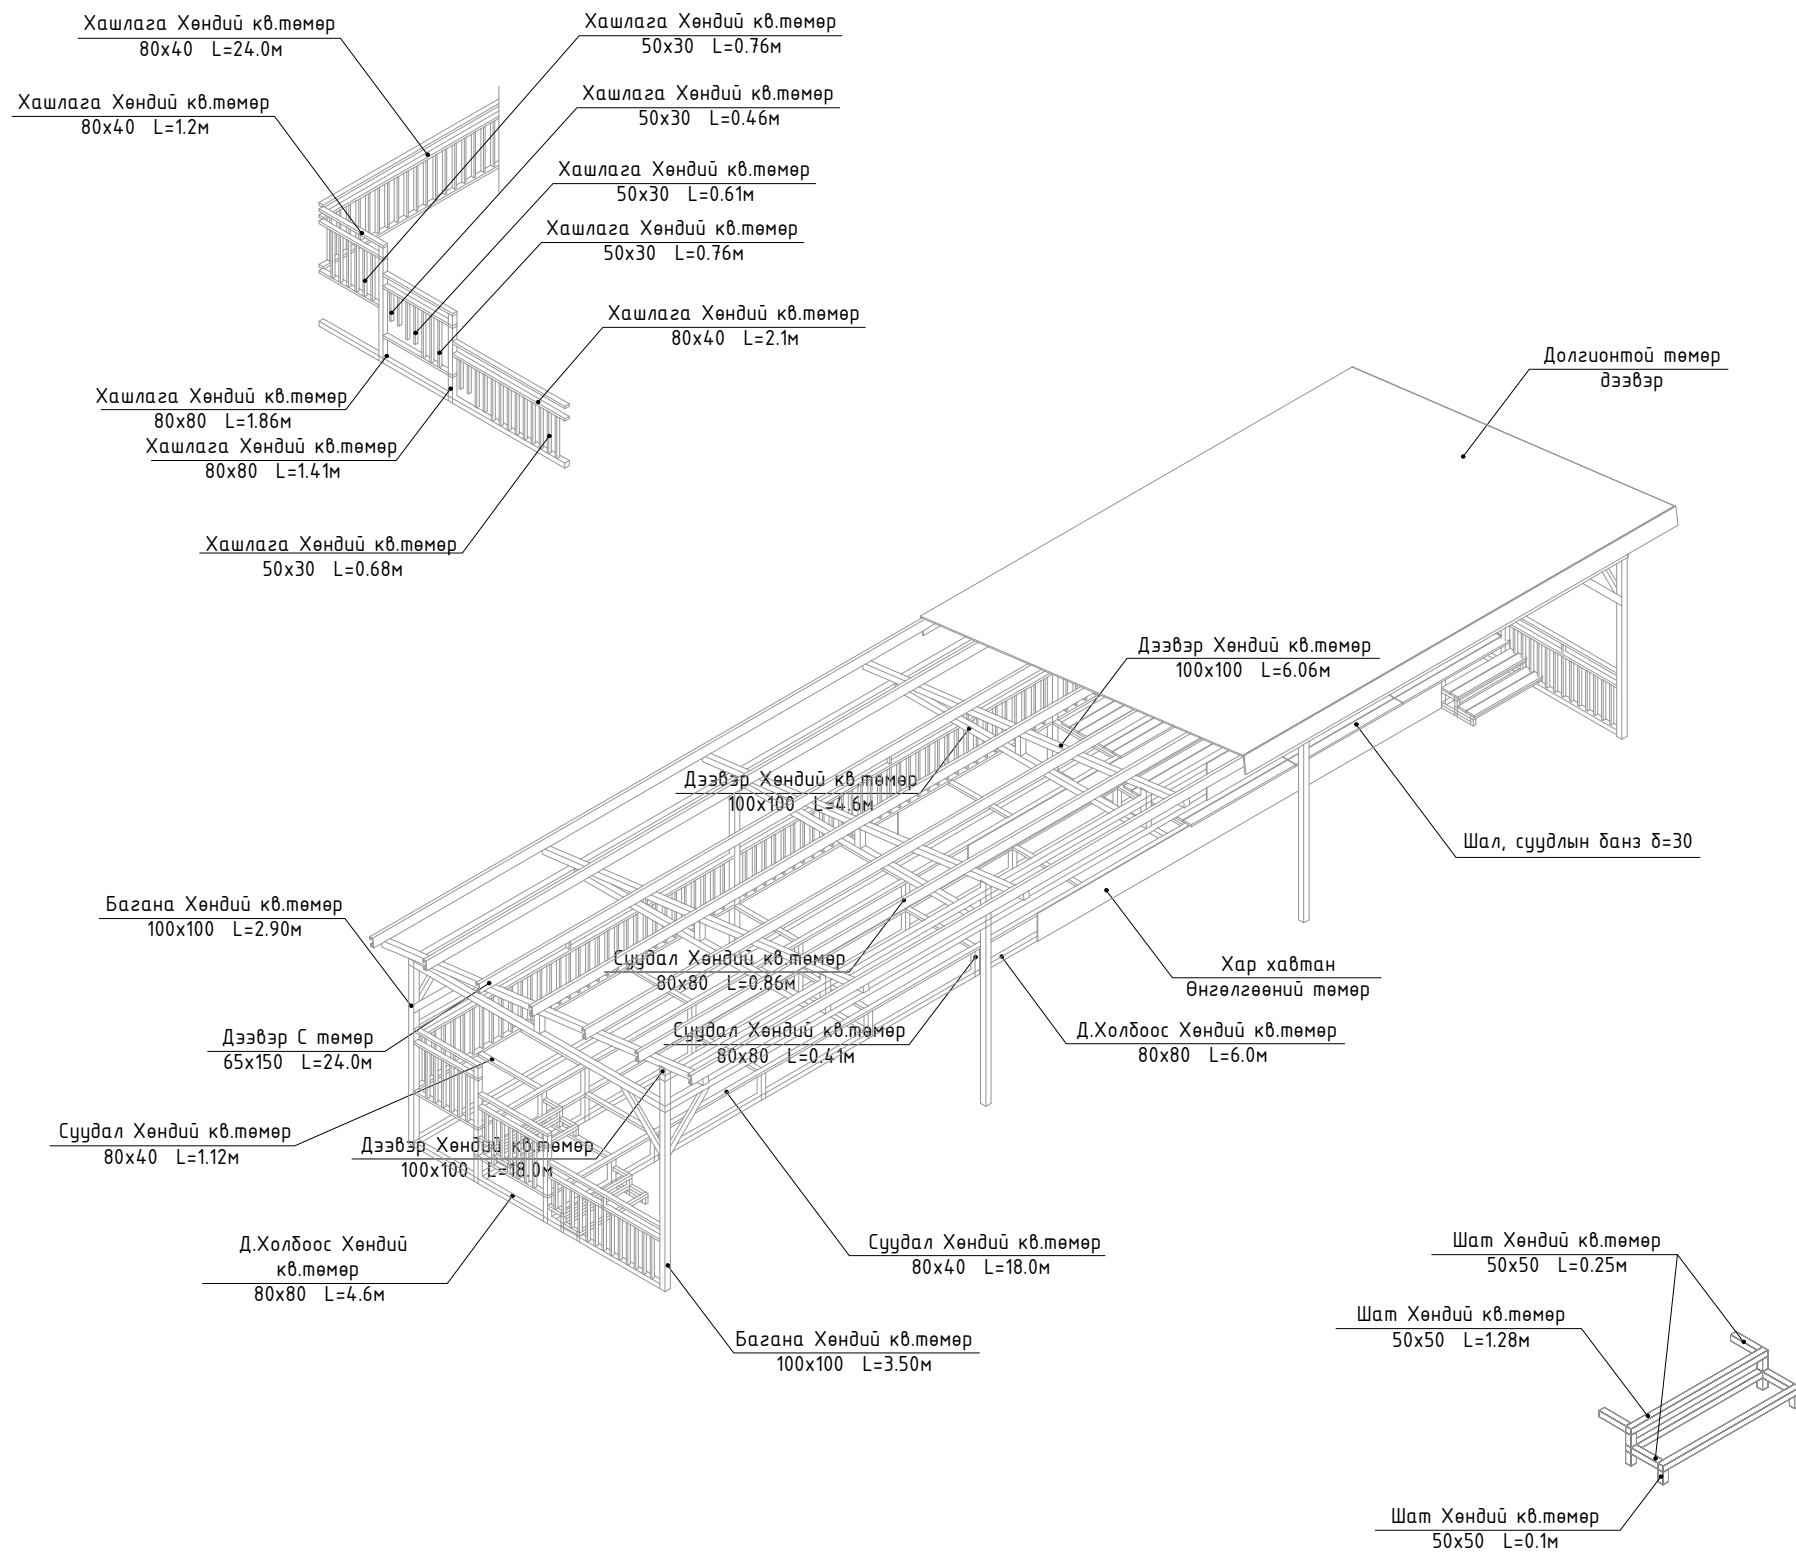 Хашлага Хөндий кв.төмөр
80x40 L=24.0м
Хашлага Хөндий кв.төмөр
50x30 L=0.76м
Хашлага Хөндий кв.төмөр
80x40 L=1.2м
Хашлага Хөндий кв.төмөр
50x30 L=0.46м
Хашлага Хөндий кв.төмөр
50x30 L=0.61м
Хашлага Хөндий кв.төмөр
50x30 L=0.76м
Хашлага Хөндий кв.төмөр
80x40 L=2.1м
Хашлага Хөндий кв.төмөр
80x80 L=1.86м
Хашлага Хөндий кв.төмөр
80x80 L=1.41м
Хашлага Хөндий кв.төмөр
50x30 L=0.68м
Долгионтой төмөр
дээвэр
Дээвэр Хөндий кв.төмөр
100x100 L=6.06м
Дээвэр Хөндий кв.төмөр
100x100 L=4.6м
Шал, суудлын банз δ=30
Багана Хөндий кв.төмөр
100x100 L=2.90м
Суудал Хөндий кв.төмөр
80x80 L=0.86м
Хар хавтан
Өнгөлгөөний төмөр
Дээвэр С төмөр
65x150 L=24.0м
Суудал Хөндий кв.төмөр
80x80 L=0.41м
Д.Холбоос Хөндий кв.төмөр
80x80 L=6.0м
Суудал Хөндий кв.төмөр
80x40 L=1.12м
Дээвэр Хөндий кв.төмөр
100x100 L=18.0м
Д.Холбоос Хөндий
кв.төмөр
80x80 L=4.6м
Суудал Хөндий кв.төмөр
80x40 L=18.0м
Багана Хөндий кв.төмөр
100x100 L=3.50м
Шат Хөндий кв.төмөр
50x50 L=0.25м
Шат Хөндий кв.төмөр
50x50 L=1.28м
Шат Хөндий кв.төмөр
50x50 L=0.1м